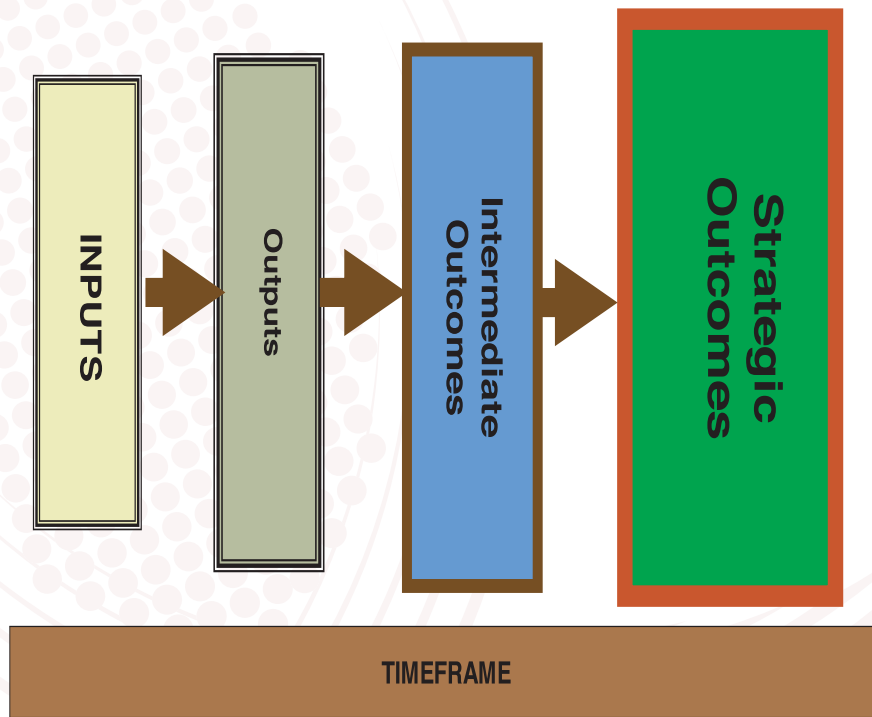 INPUTS
Outputs
Intermediate
Outcomes
Strategic
Outcomes
TIMEFRAME